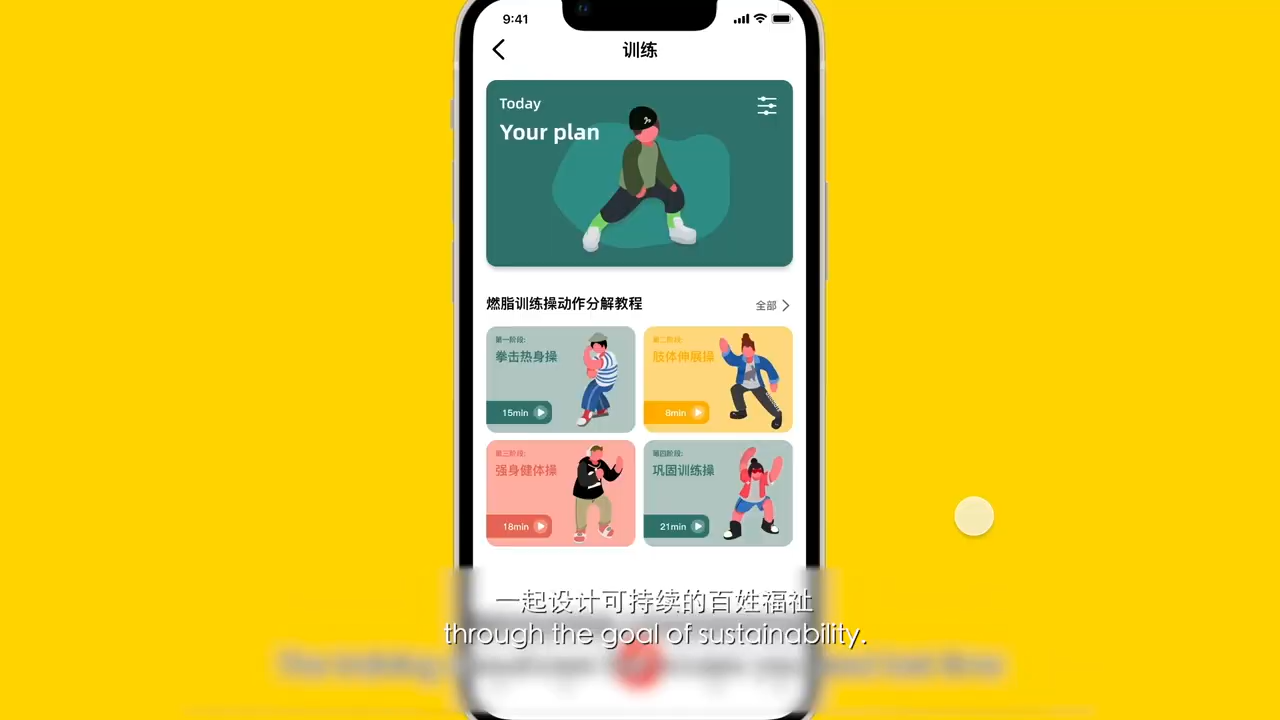 9:41
训练
Today
Your plan
燃脂训练操动作分解教程
全部
第一阶段:
拳击热身操
15min
第二阶段:
肢体伸展操
8min
第三阶段:
强身健体操
18min
第四阶段:
巩固训练操
21min
一起设计可持续的百姓福祉
through the goal of sustainability.